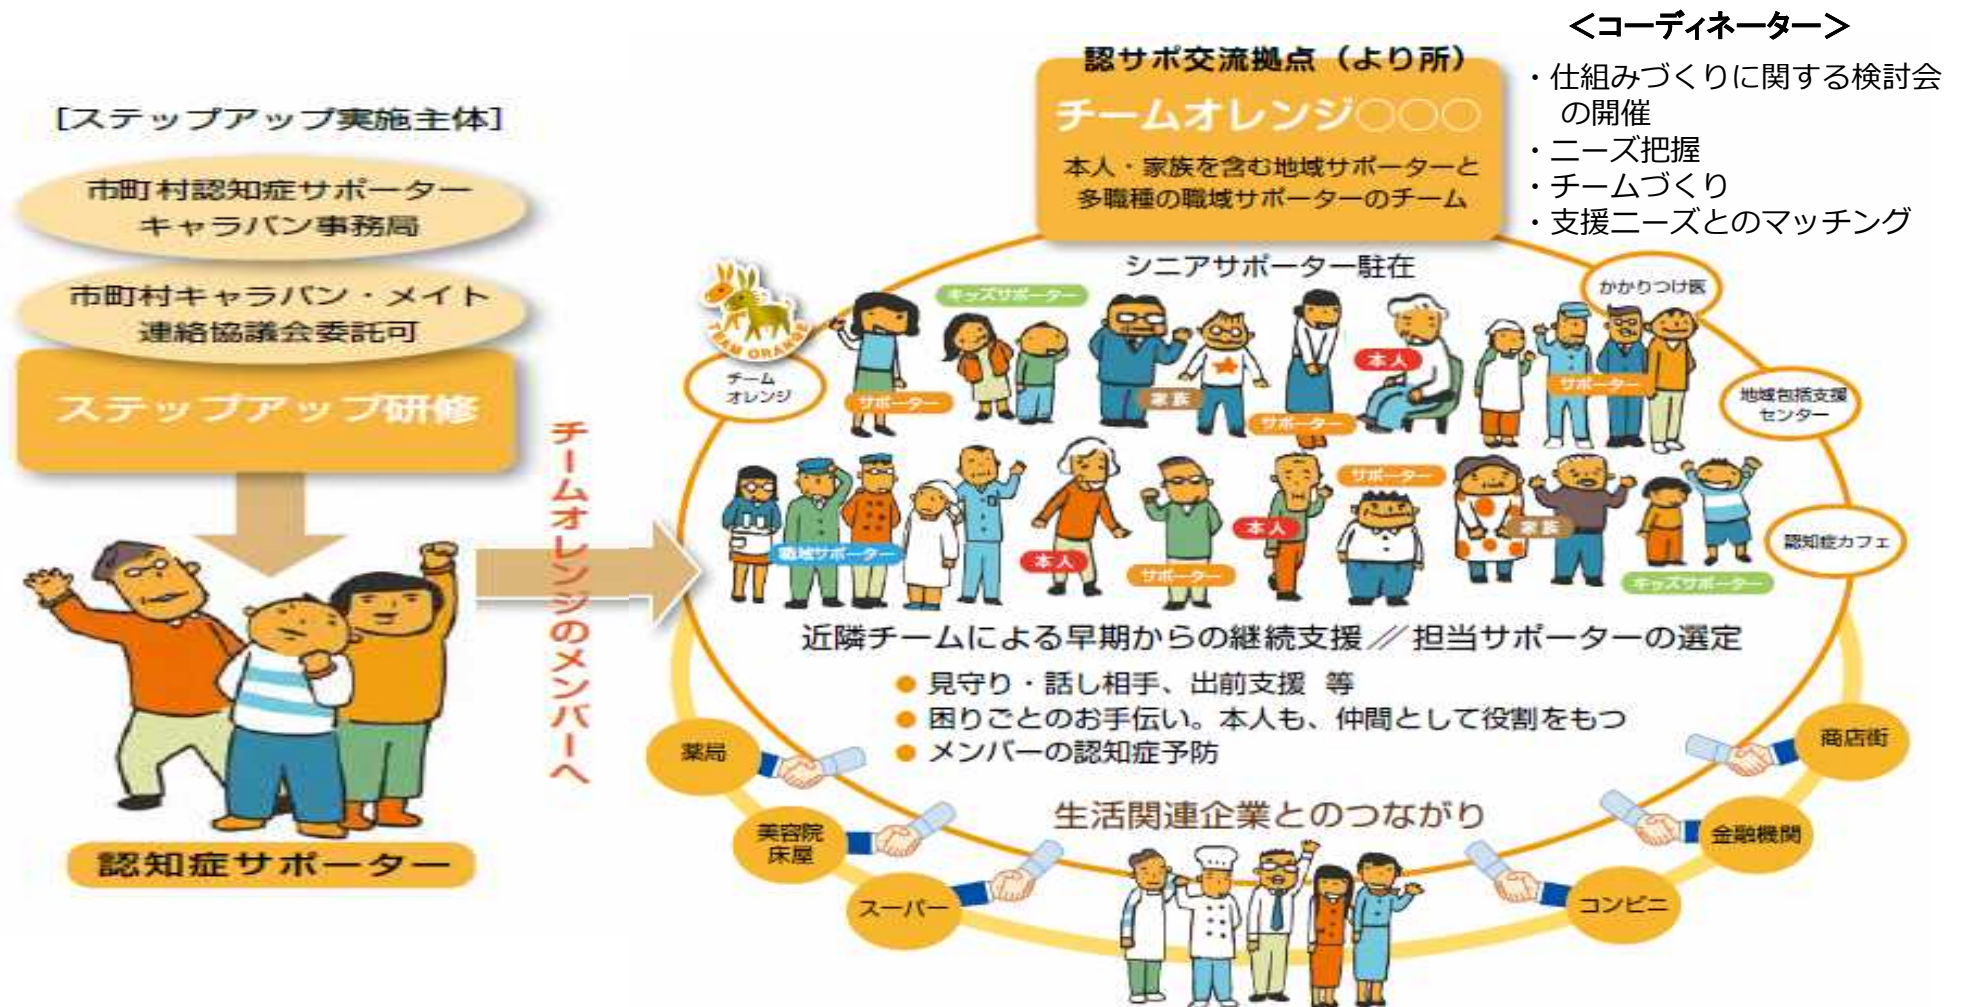 ＜コーディネーター＞
・仕組みづくりに関する検討会
の開催
・ニーズ把握
・チームづくり
・支援ニーズとのマッチング
［ステップアップ実施主体］
市町村認知症サポーター
キャラバン事務局
市町村キャラバン・メイト
連絡協議会委託可
ステップアップ研修
認知症サポーター
チームオレンジのメンバーへ
認サポ交流拠点（より所）
チームオレンジ○○○
本人・家族を含む地域サポーターと
多職種の職域サポーターのチーム
シニアサポーター駐在
TEAM ORANGE
チーム
オレンジ
かかりつけ医
地域包括支援
センター
認知症カフェ
キッズサポーター
サポーター
家族
サポーター
本人
サポーター
職域サポーター
本人
サポーター
本人
サポーター
家族
キッズサポーター
近隣チームによる早期からの継続支援／／担当サポーターの選定
● 見守り・話し相手、出前支援 等
● 困りごとのお手伝い。本人も、仲間として役割をもつ
● メンバーの認知症予防
生活関連企業とのつながり
薬局
美容院
床屋
スーパー
コンビニ
金融機関
商店街